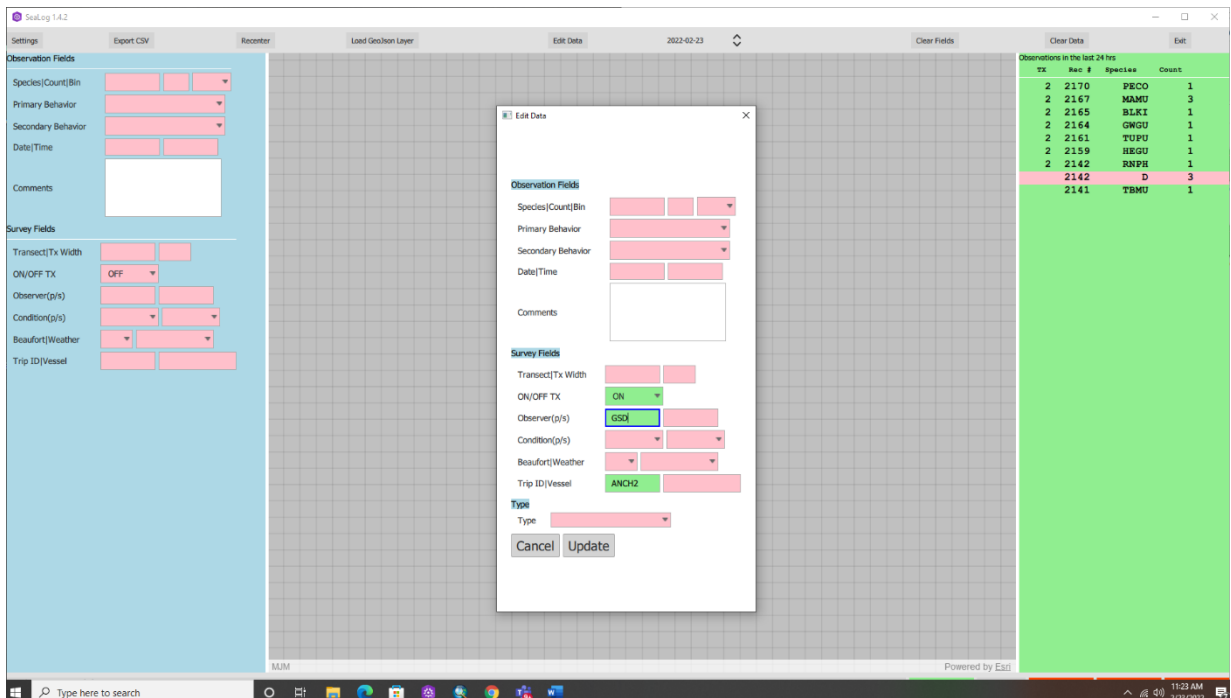 SeaLog 1.4.2
Settings Export CSV Recenter Load GeoJson Layer Edit Data 2022-02-23 Clear Fields Clear Data Exit
Observation Fields
Species|Count|Bin
Primary Behavior
Secondary Behavior
Date|Time
Comments
Survey Fields
Transect|Tx Width
ON/OFF TX OFF
Observer(p/s)
Condition(p/s)
Beaufort|Weather
Trip ID|Vessel
Edit Data
Observation Fields
Species|Count|Bin
Primary Behavior
Secondary Behavior
Date|Time
Comments
Survey Fields
Transect|Tx Width
ON/OFF TX ON
Observer(p/s) GSD
Condition(p/s)
Beaufort|Weather
Trip ID|Vessel ANCH2
Type
Type
Cancel Update
Observations in the last 24 hrs
TX Rec # Species Count
2 2170 PECO 1
2 2167 MAMU 3
2 2165 BLKI 1
2 2164 GWGU 1
2 2161 TUPU 1
2 2159 HEGU 1
2 2142 RNPH 1
2142 D 3
2141 TBMU 1
MJM Powered by Esri
Type here to search
11:23 AM